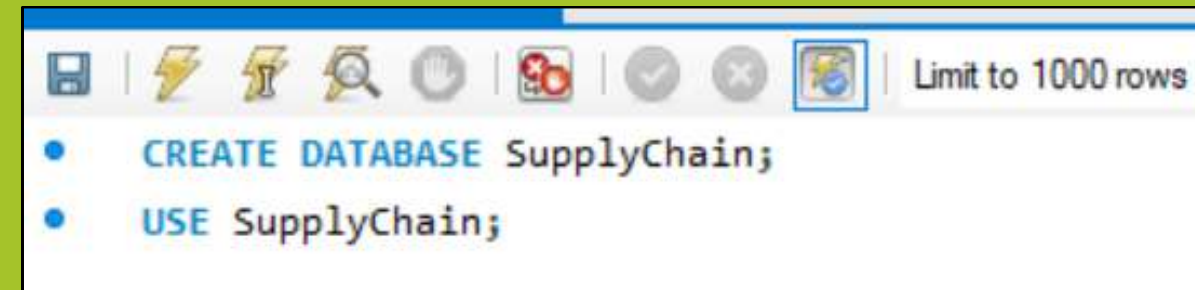 Limit to 1000 rows
CREATE DATABASE SupplyChain;
USE SupplyChain;